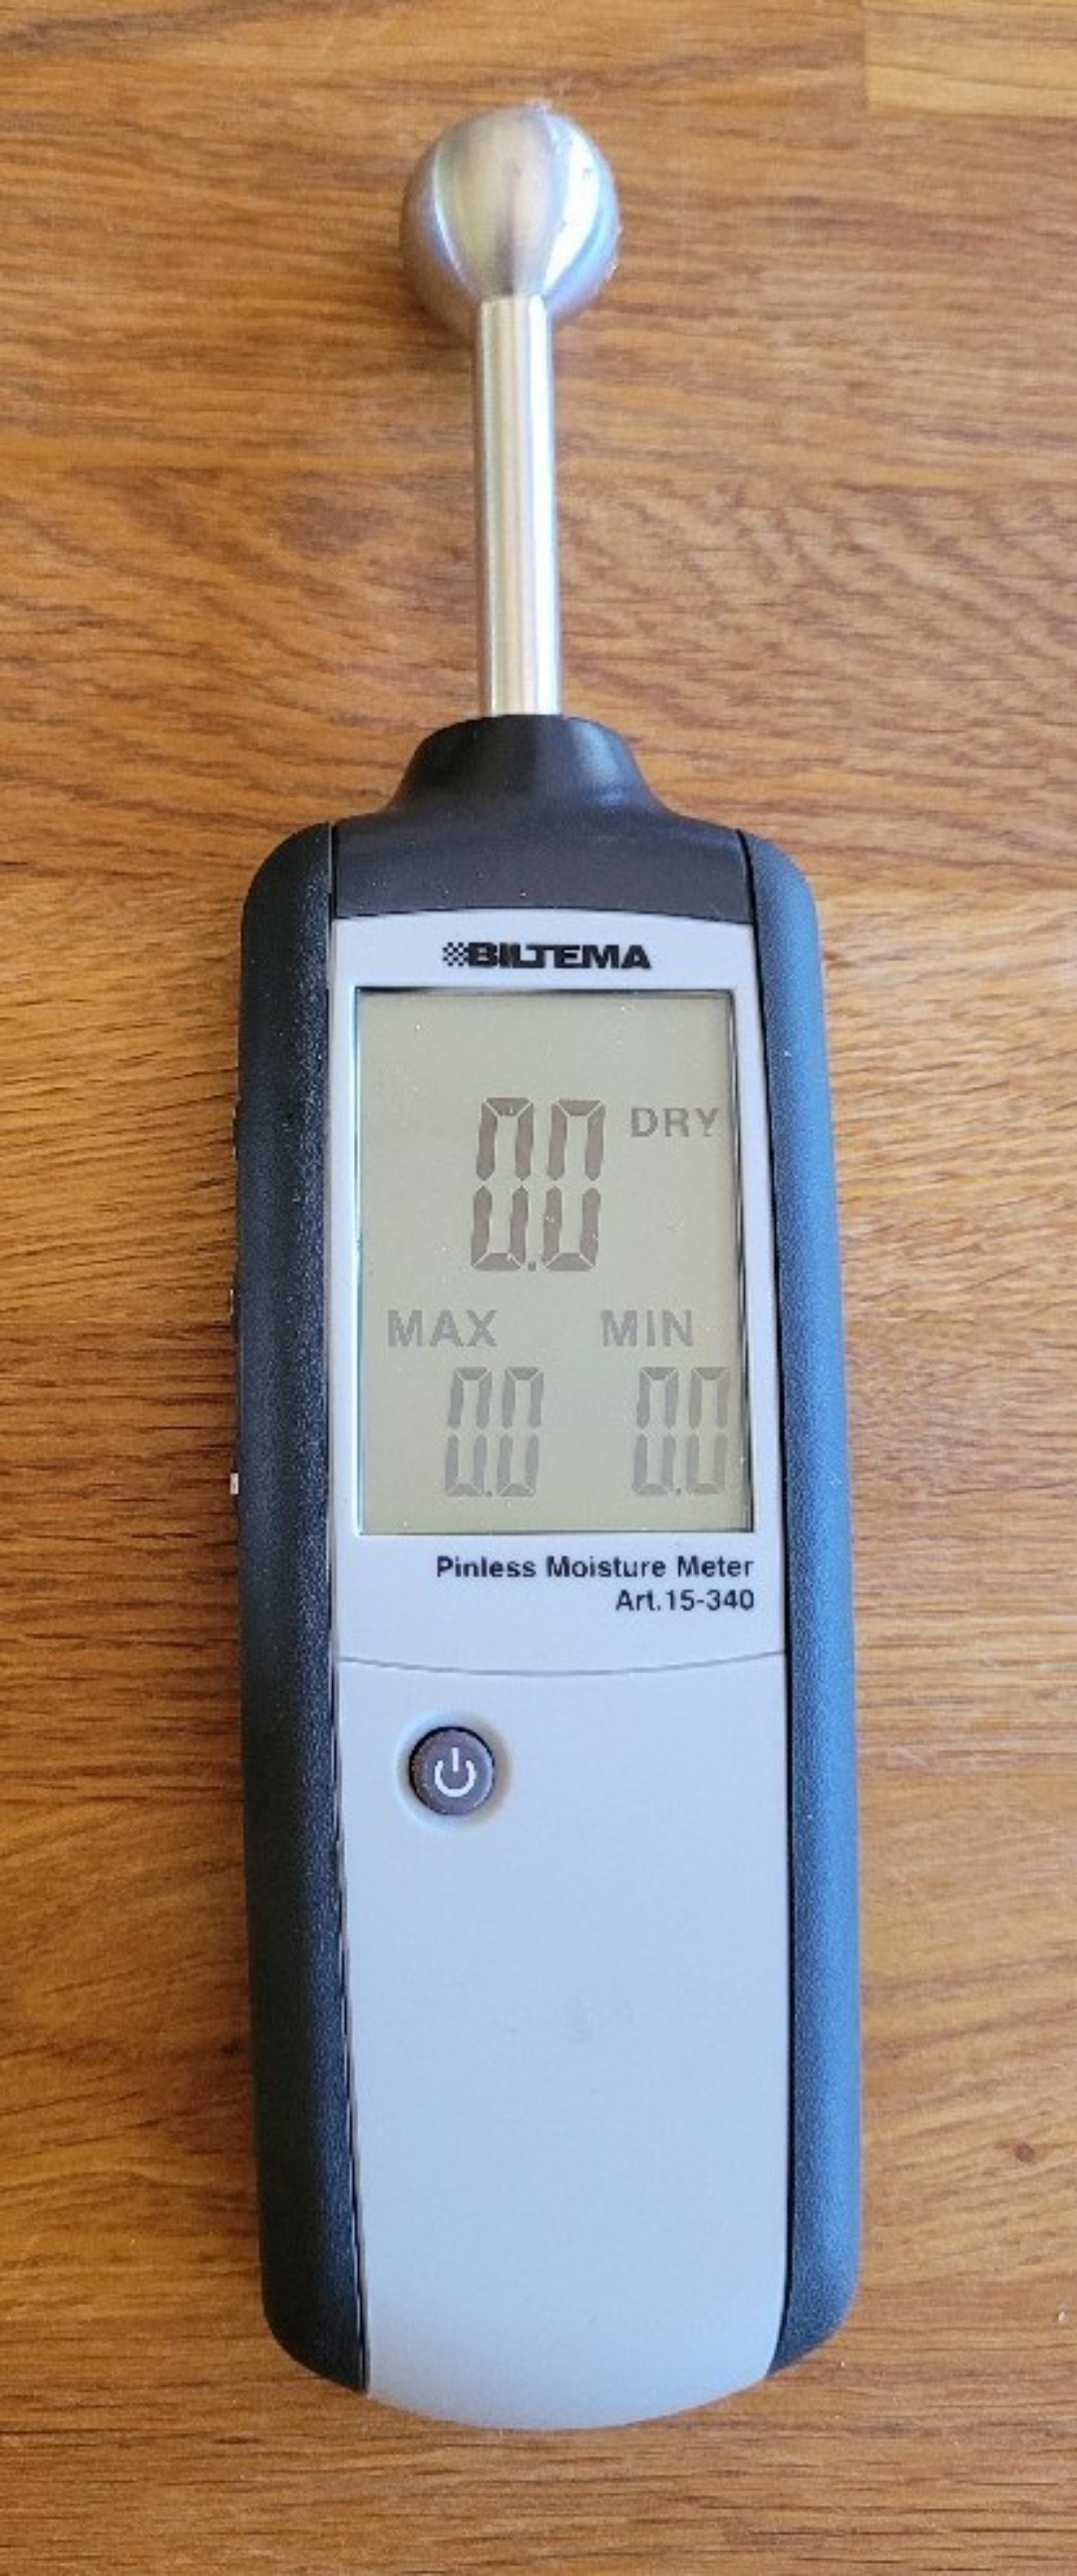 BILTEMA
0.0 DRY
MAX MIN
0.0 0.0
Pinless Moisture Meter
Art.15-340